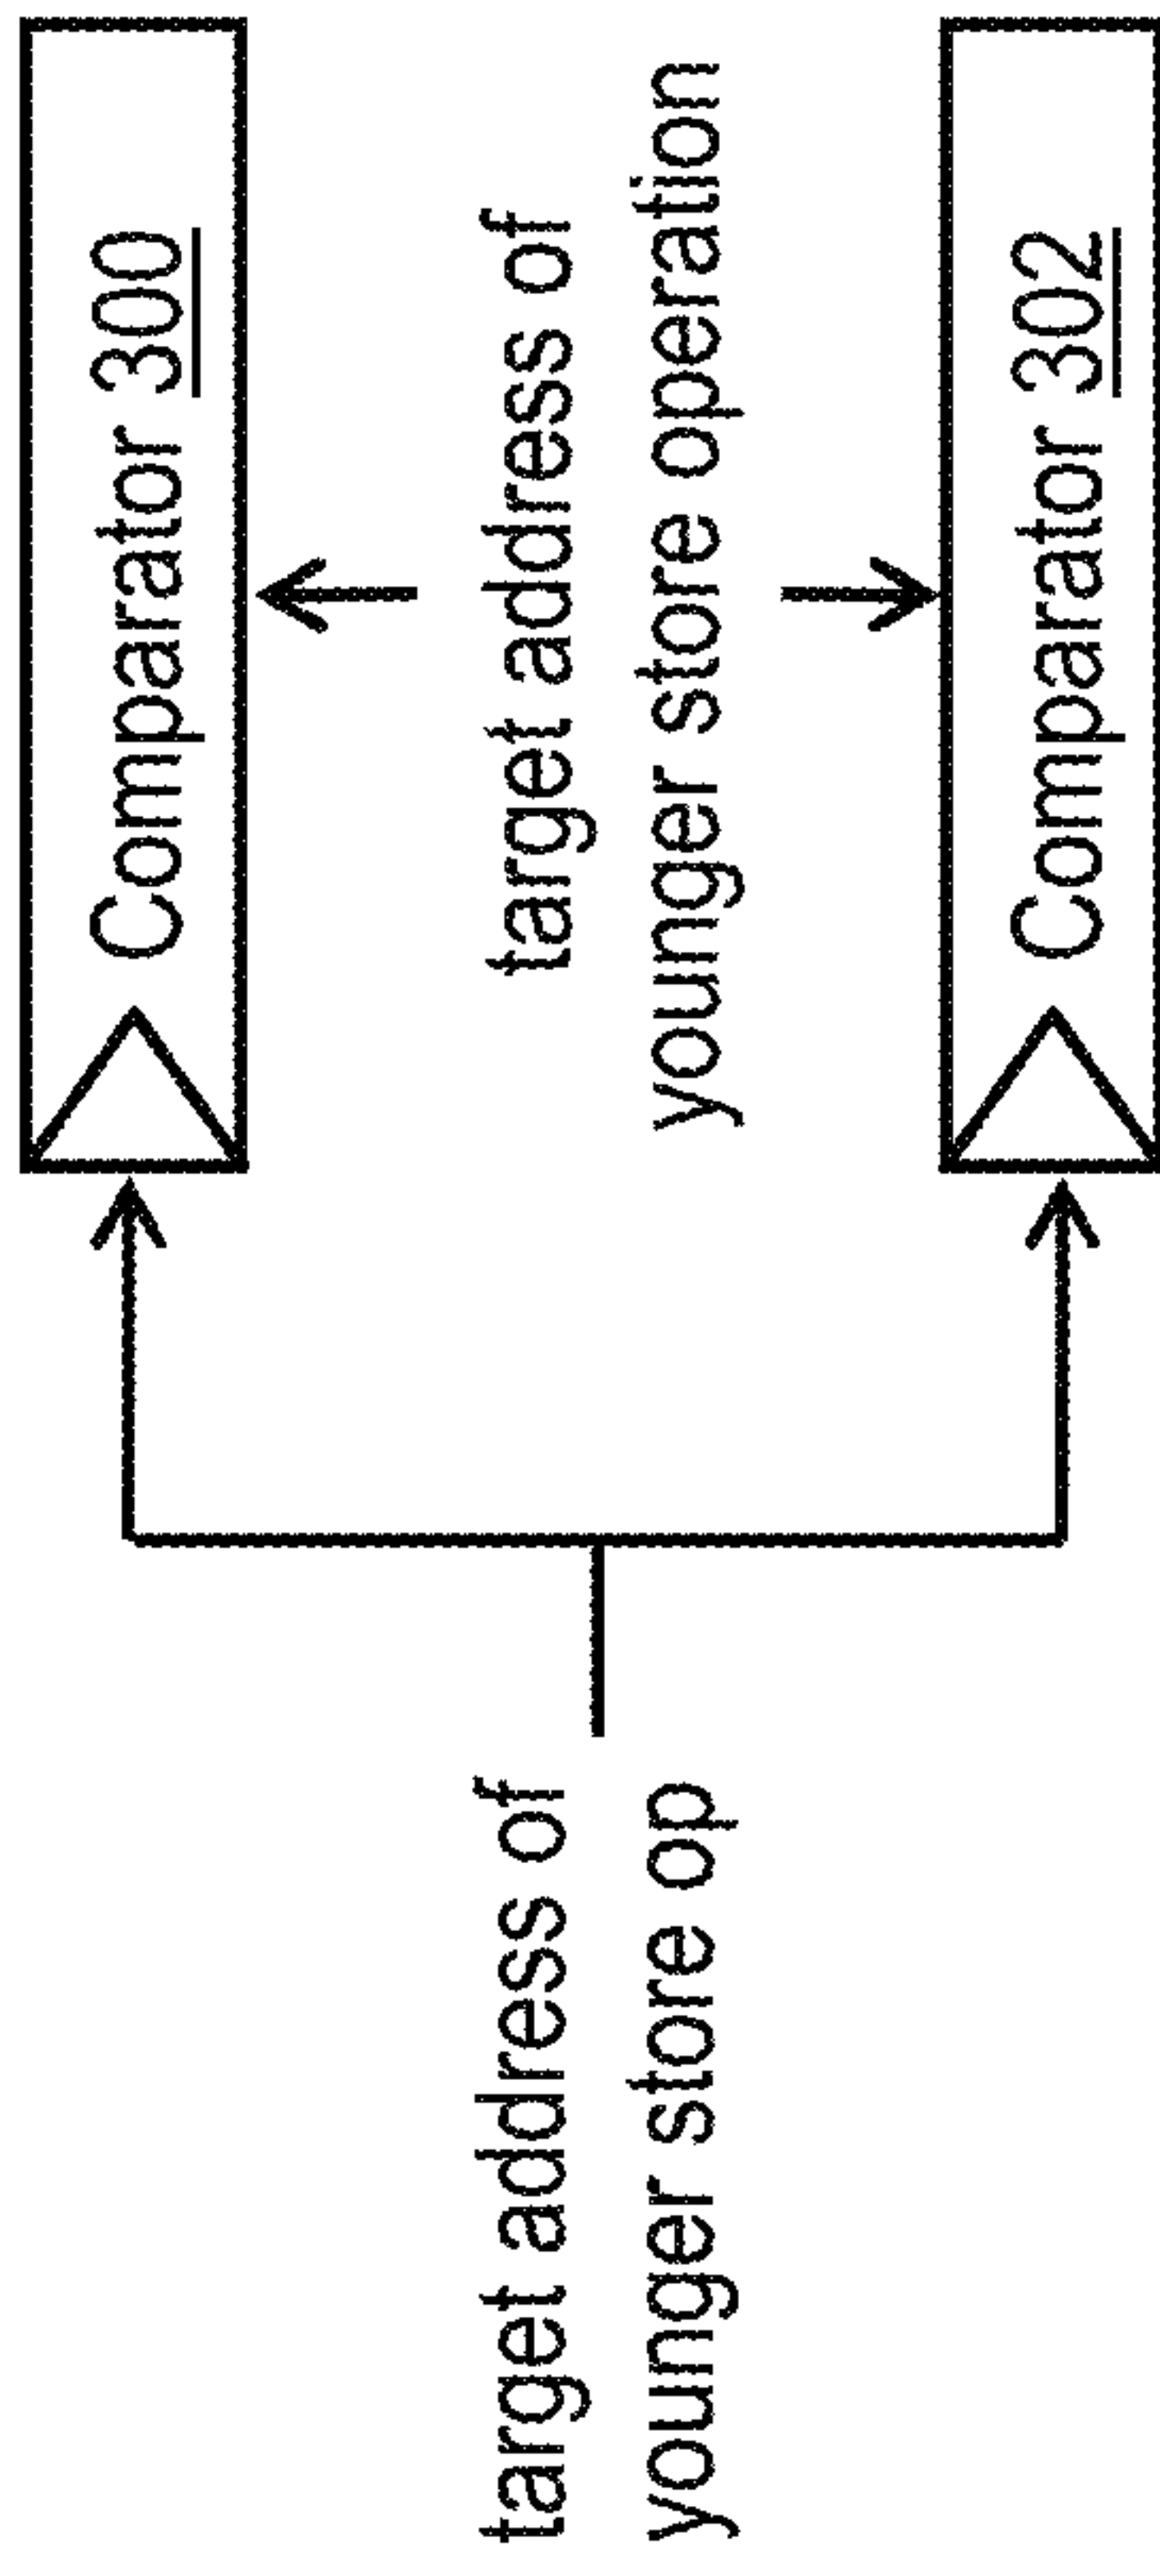 Comparator 300
target address of
younger store operation
Comparator 302
target address of
younger store op